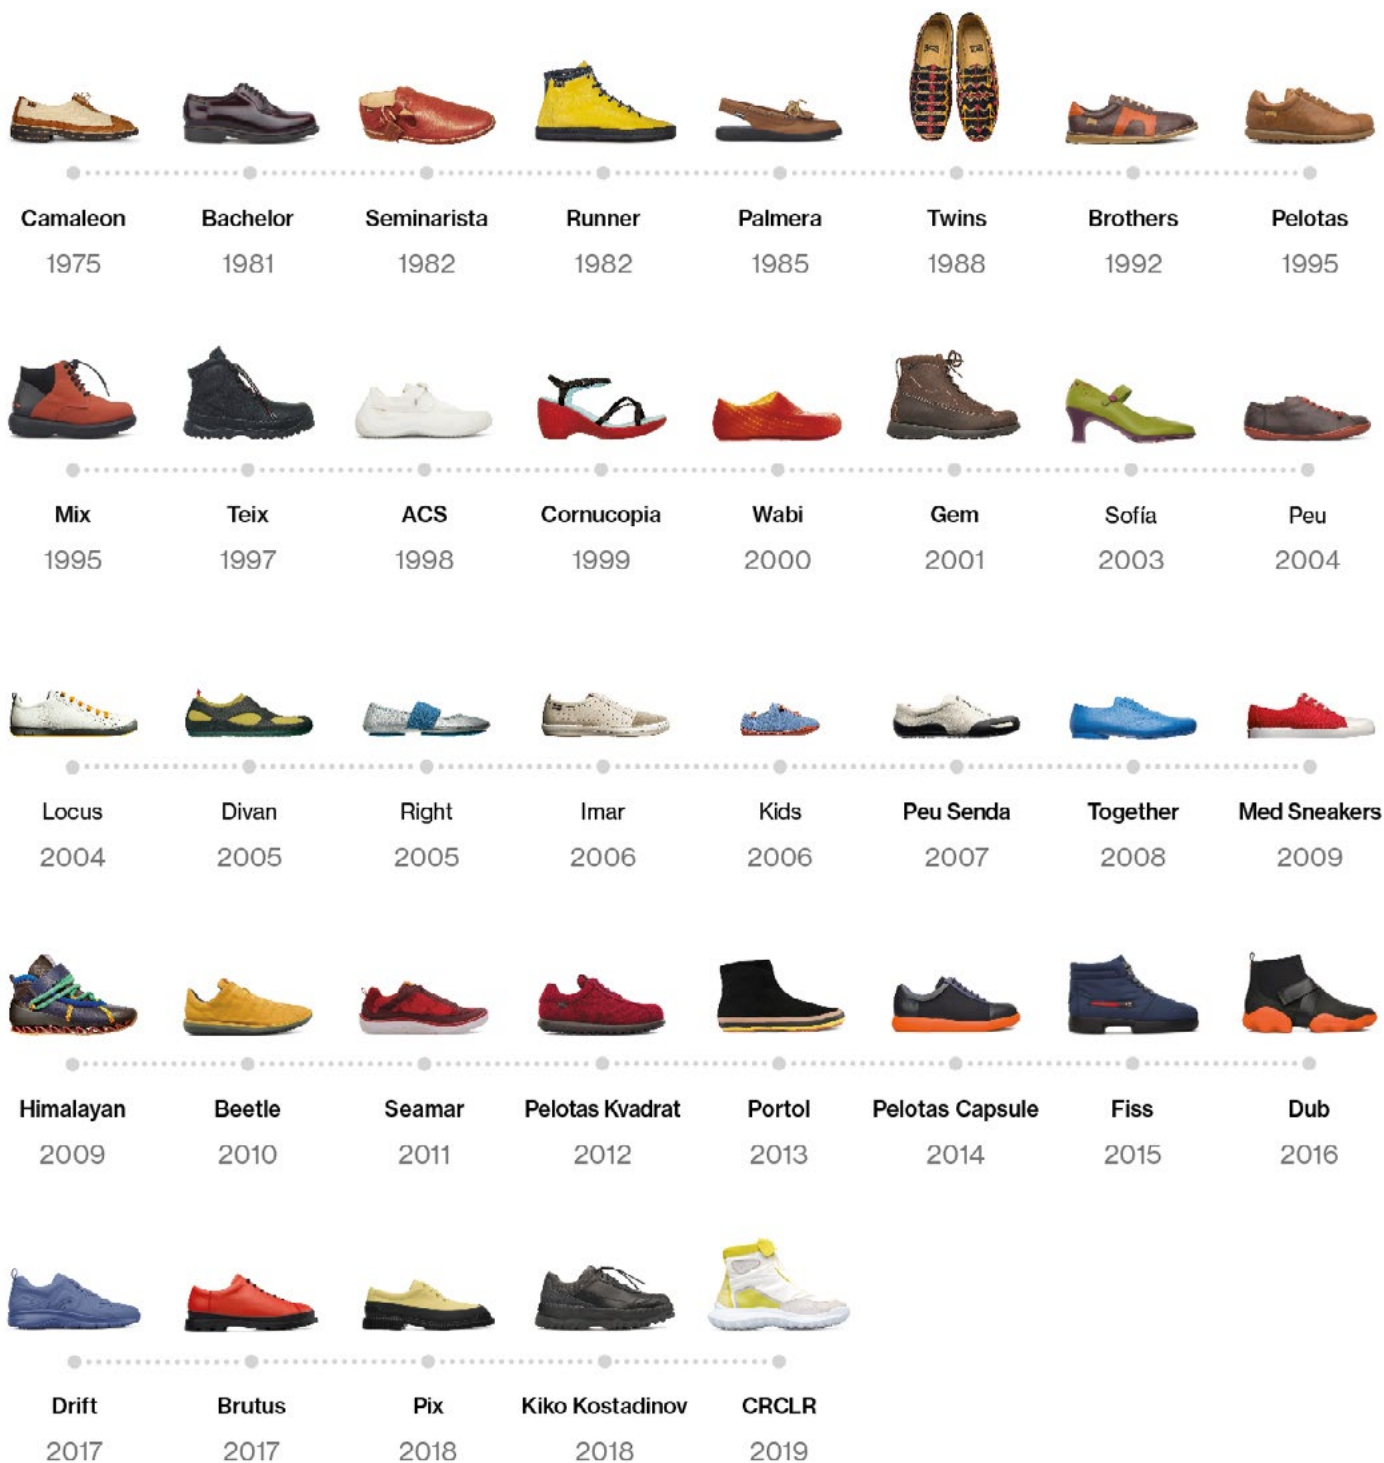 Camaleon Bachelor Seminarista Runner Palmera Twins Brothers Pelotas
1975 1981 1982 1982 1985 1988 1992 1995
Mix Teix ACS Cornucopia Wabi Gem Sofía Peu
1995 1997 1998 1999 2000 2001 2003 2004
Locus Divan Right Imar Kids Peu Senda Together Med Sneakers
2004 2005 2005 2006 2006 2007 2008 2009
Himalayan Beetle Seamar Pelotas Kvadrat Portol Pelotas Capsule Fiss Dub
2009 2010 2011 2012 2013 2014 2015 2016
Drift Brutus Pix Kiko Kostadinov CRCLR
2017 2017 2018 2018 2019